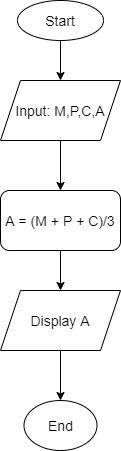 Start
Input: M,P,C,A
A = (M + P + C)/3
Display A
End